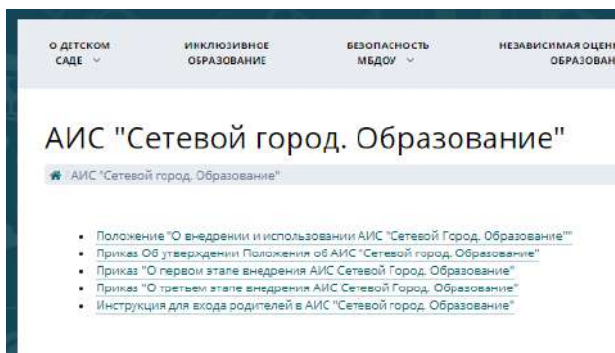 О ДЕТСКОМ
САДЕ
ИНКЛЮЗИВНОЕ
ОБРАЗОВАНИЕ
БЕЗОПАСНОСТЬ
МБДОУ
НЕЗАВИСИМАЯ ОЦЕН
ОБРАЗОВАН
АИС "Сетевой город. Образование"
/ АИС "Сетевой город. Образование"
Положение "О внедрении и использовании АИС "Сетевой Город. Образование""
Приказ Об утверждении Положения об АИС "Сетевой город. Образование"
Приказ "О первом этапе внедрения АИС Сетевой Город. Образование"
Приказ "О третьем этапе внедрения АИС Сетевой Город. Образование"
Инструкция для входа родителей в АИС "Сетевой город. Образование"